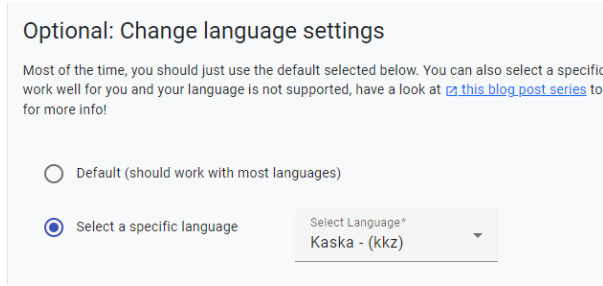 Optional: Change language settings
Most of the time, you should just use the default selected below. You can also select a specific
work well for you and your language is not supported, have a look at this blog post series to
for more info!
Default (should work with most languages)
Select a specific language
Select Language*
Kaska - (kkz)